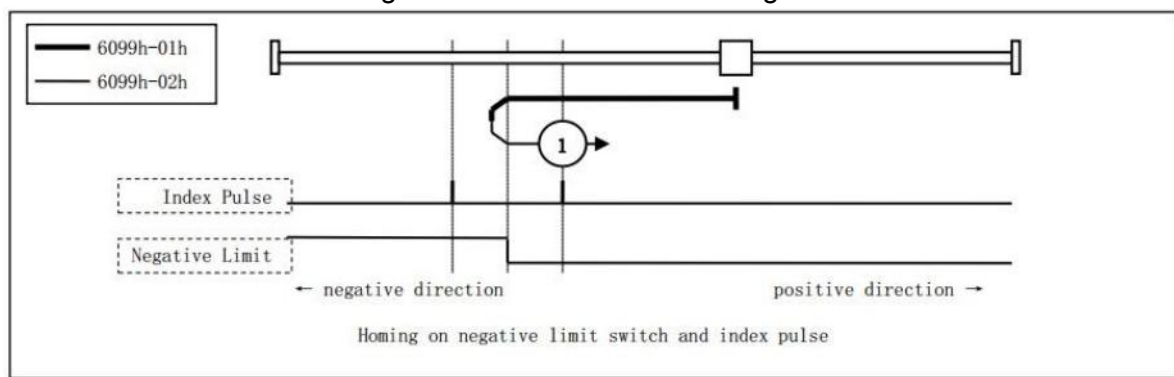 6099h-01h
6099h-02h
1
Index Pulse
Negative Limit
← negative direction
positive direction →
Homing on negative limit switch and index pulse